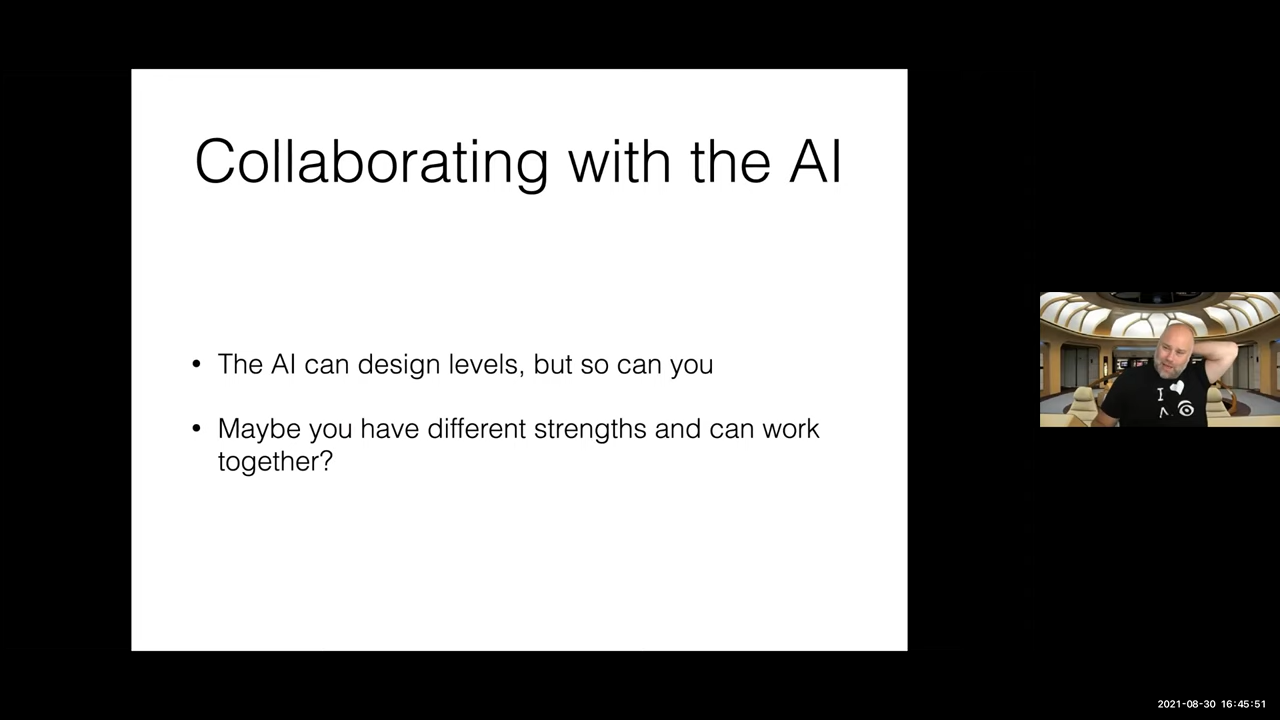 Collaborating with the AI
• The AI can design levels, but so can you
• Maybe you have different strengths and can work
together?
I
2021-08-30 16:45:51